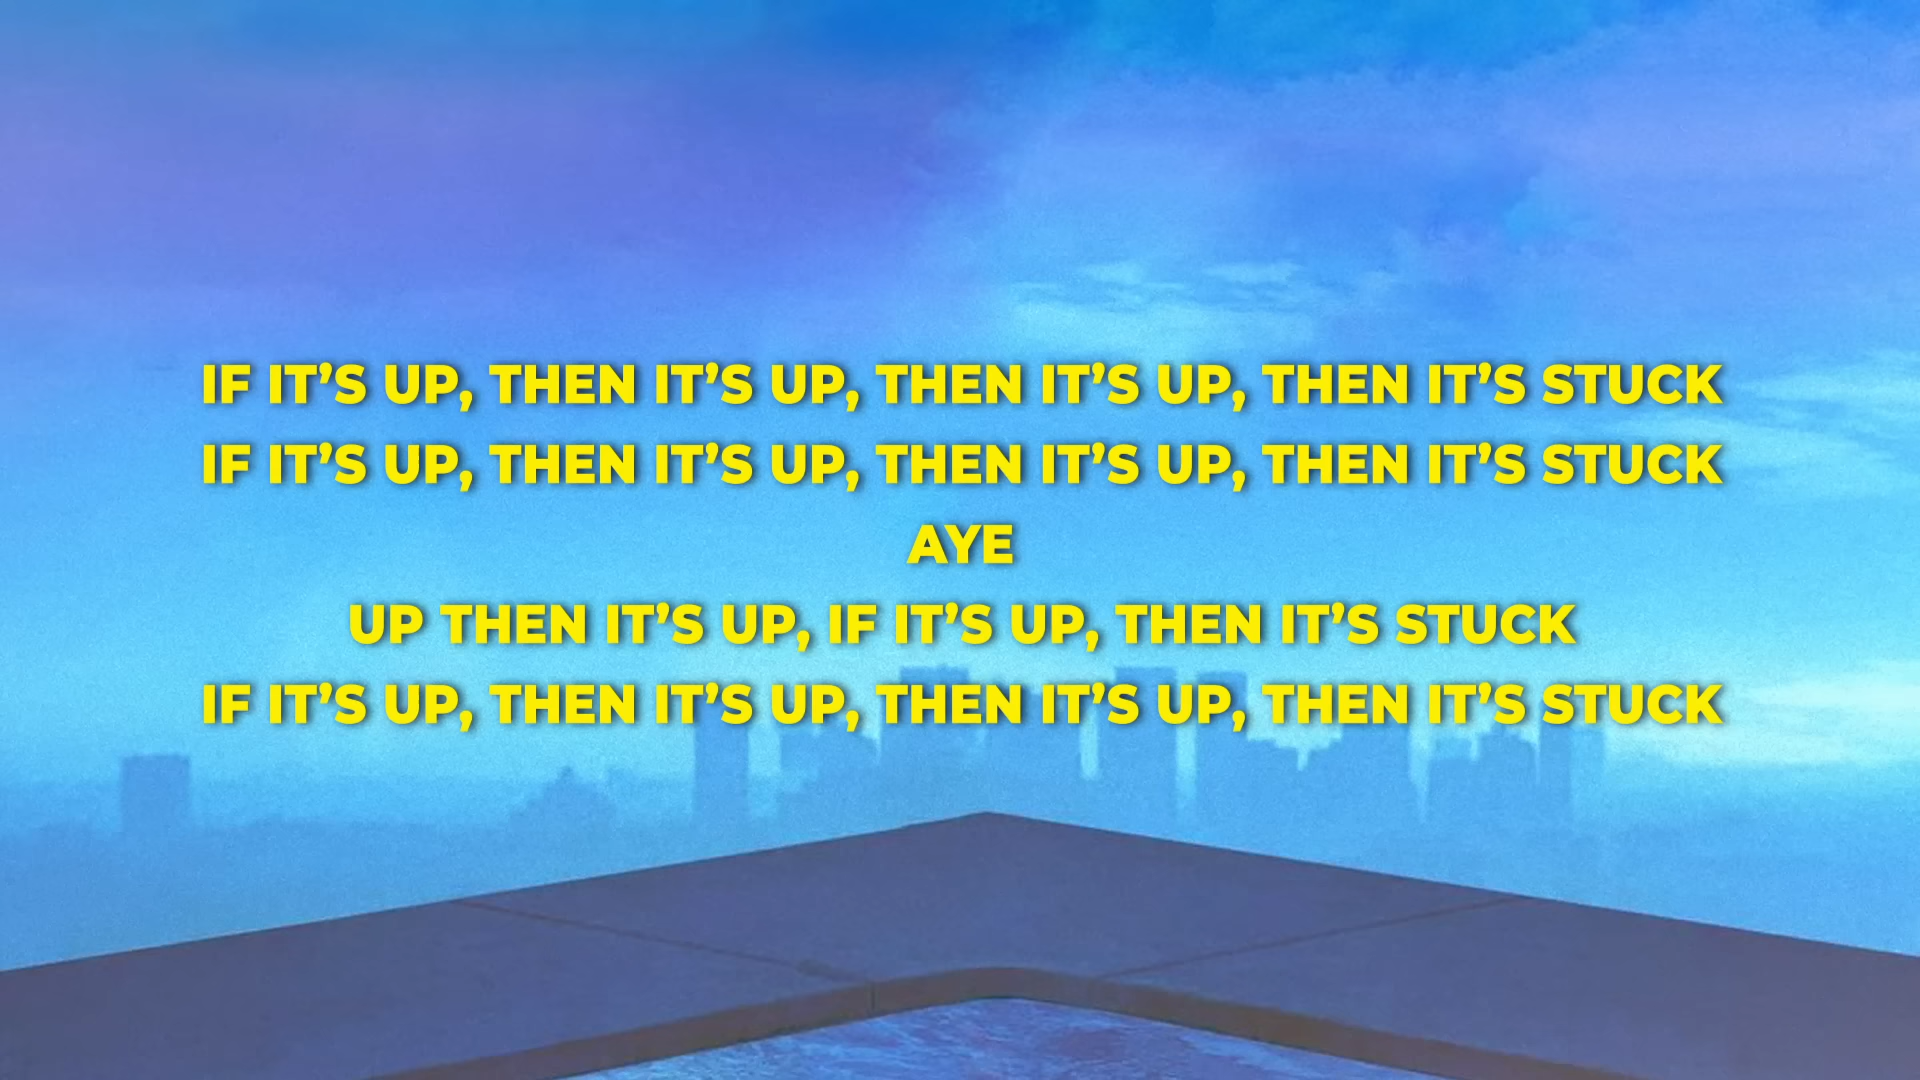 IF IT’S UP, THEN IT’S UP, THEN IT’S UP, THEN IT’S STUCK
IF IT’S UP, THEN IT’S UP, THEN IT’S UP, THEN IT’S STUCK
AYE
UP THEN IT’S UP, IF IT’S UP, THEN IT’S STUCK
IF IT’S UP, THEN IT’S UP, THEN IT’S UP, THEN IT’S STUCK